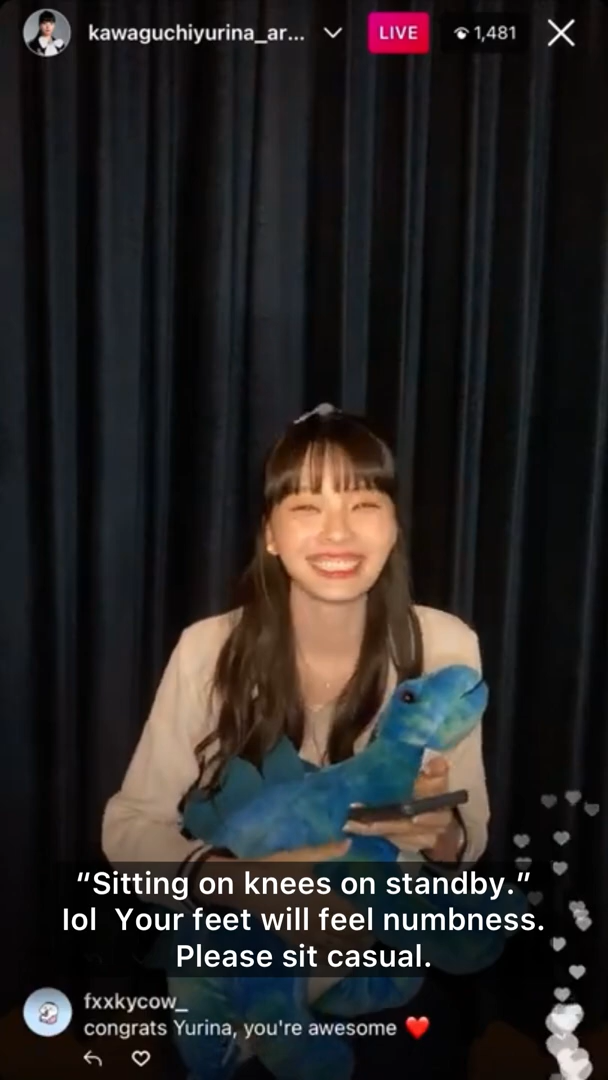 kawaguchiyurina_ar...
LIVE
1,481
“Sitting on knees on standby.”
lol Your feet will feel numbness.
Please sit casual.
fxxkycow_
congrats Yurina, you're awesome ❤️